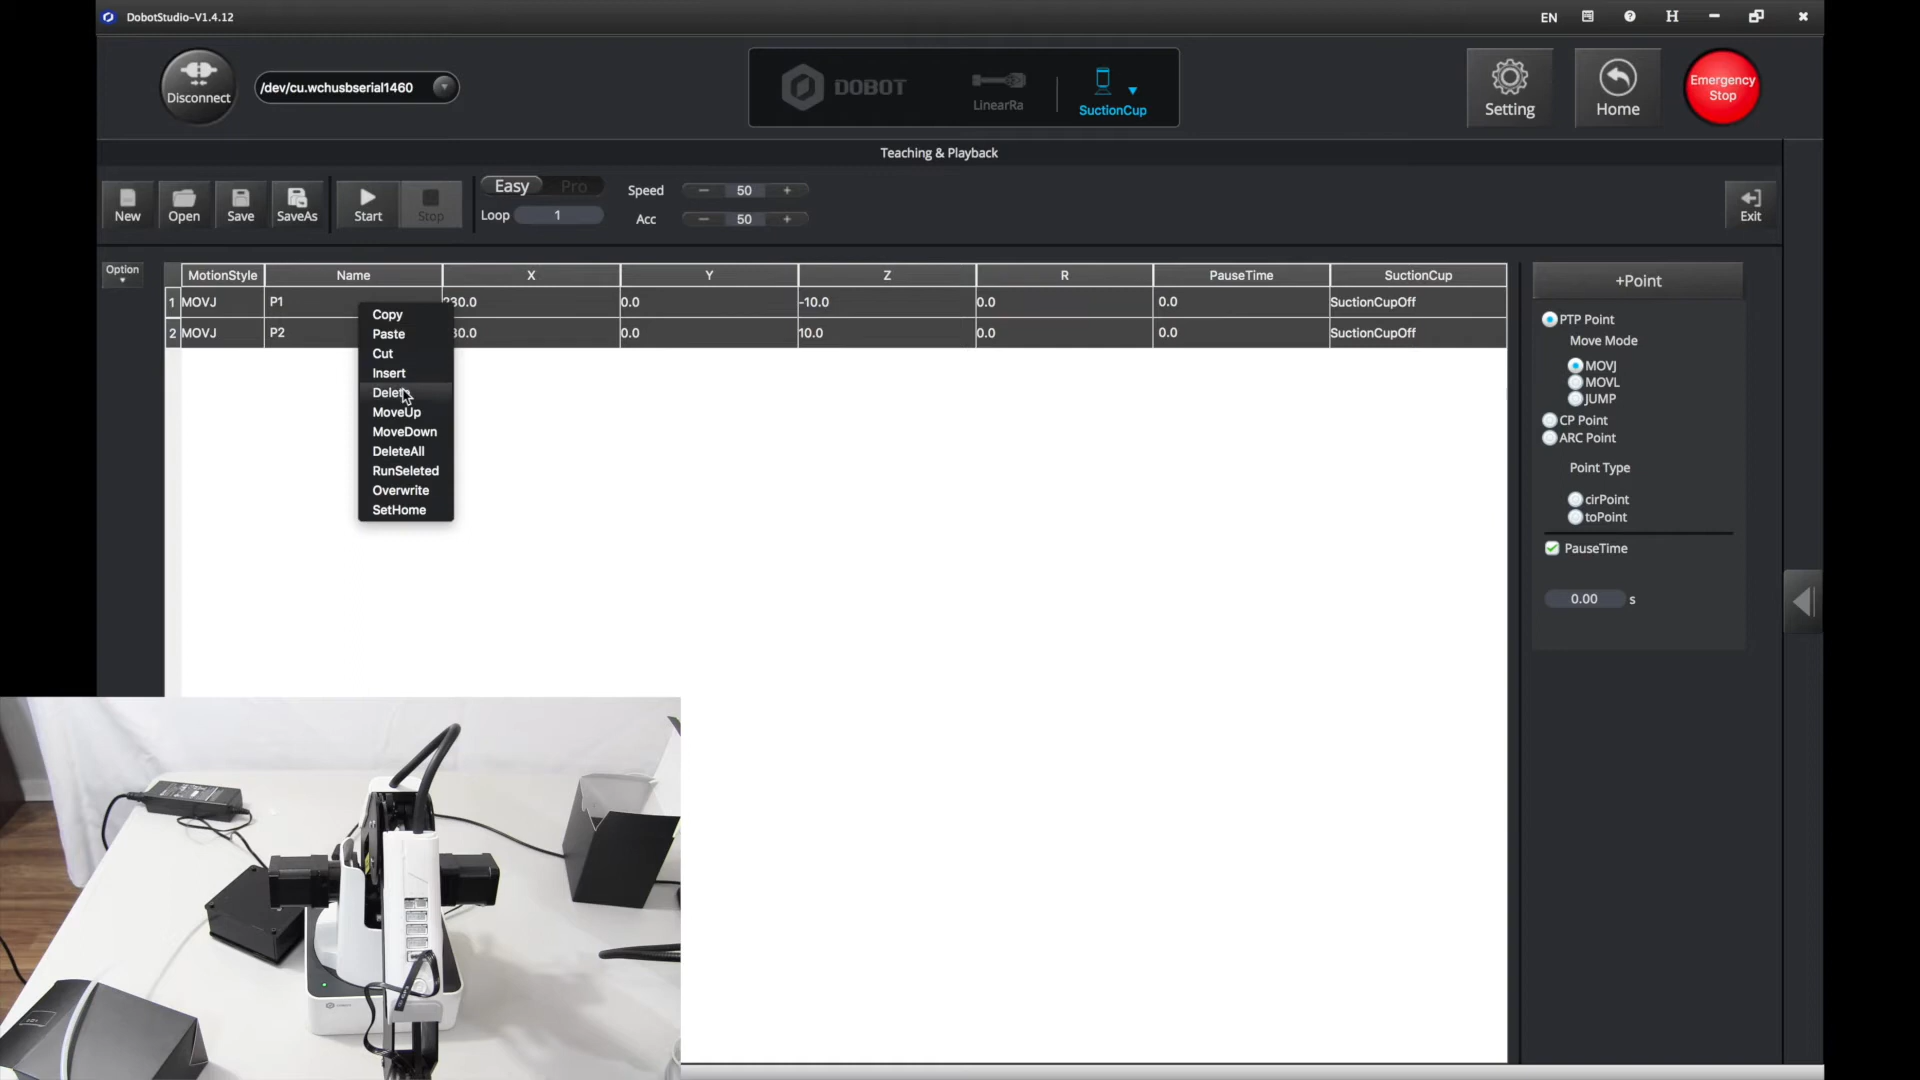 DobotStudio-V1.4.12
EN
H
Disconnect
/dev/cu.wchusbserial1460
DOBOT
LinearRa
SuctionCup
Setting
Home
Emergency
Stop
Teaching & Playback
New
Open
Save
SaveAs
Start
Stop
Easy
Pro
Loop
1
Speed
50
Acc
50
Exit
Option
MotionStyle Name X Y Z R PauseTime SuctionCup
1 MOVJ P1 230.0 0.0 -10.0 0.0 0.0 SuctionCupOff
2 MOVJ P2 30.0 0.0 10.0 0.0 0.0 SuctionCupOff
Copy
Paste
Cut
Insert
Delete
MoveUp
MoveDown
DeleteAll
RunSeleted
Overwrite
SetHome
+Point
PTP Point
Move Mode
MOVJ
MOVL
JUMP
CP Point
ARC Point
Point Type
cirPoint
toPoint
PauseTime
0.00 s